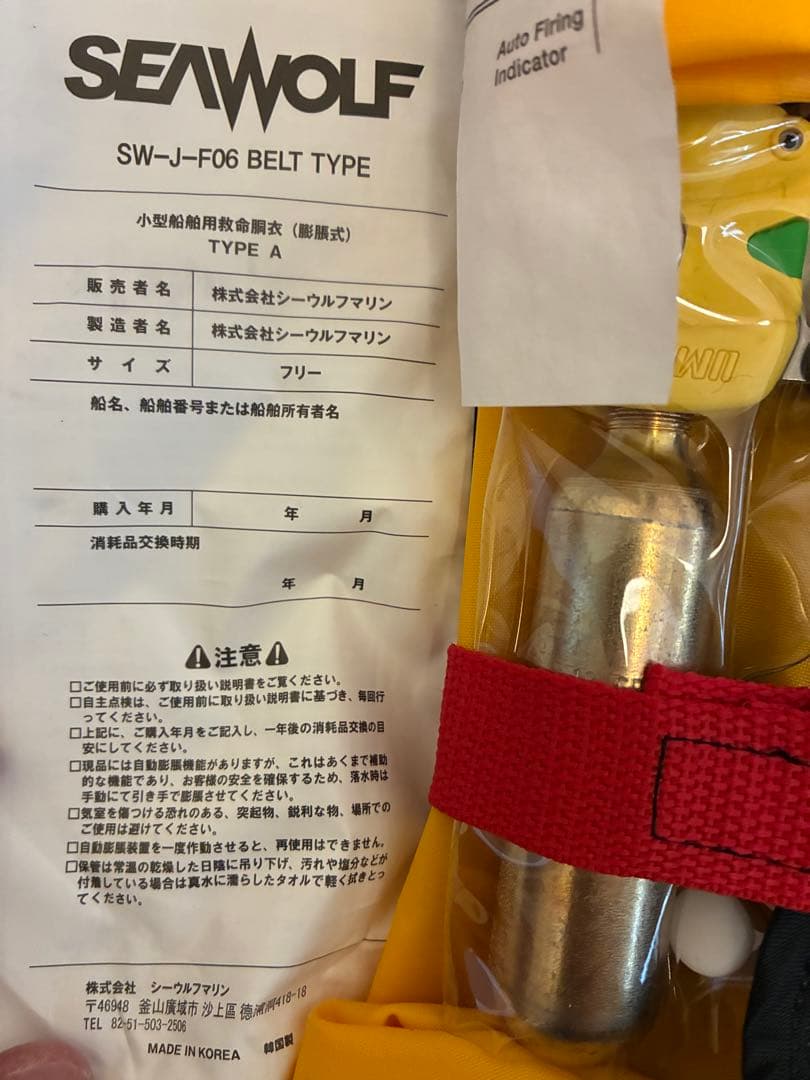 SEAWOLF
SW-J-F06 BELT TYPE
小型船舶用救命胴衣（膨脹式）
TYPE A
販売者名 株式会社シーウルフマリン
製造者名 株式会社シーウルフマリン
サイズ フリー
船名、船舶番号または船舶所有者名
購入年月 年 月
消耗品交換時期
年 月
注意
□ご使用前に必ず取り扱い説明書をご覧ください。
□自主点検は、ご使用前に取り扱い説明書に基づき、毎回行
ってください。
□上記に、ご購入年月をご記入し、一年後の消耗品交換の目
安にしてください。
□現品には自動膨脹機能がありますが、これはあくまで補助
的な機能であり、お客様の安全を確保するため、落水時は
手動にて引き手で膨脹させてください。
□気室を傷つける恐れのある、突起物、鋭利な物、場所での
ご使用は避けてください。
□自動膨脹装置を一度作動させると、再使用はできません。
□保管は常温の乾燥した日陰に吊り下げ、汚れや塩分などが
付着している場合は真水に濡らしたタオルで軽く拭きとっ
てください。
株式会社 シーウルフマリン
〒46948 釜山廣域市 沙上區 德浦洞418-18
TEL 82-51-503-2506
MADE IN KOREA 韓国製
Auto Firing
Indicator